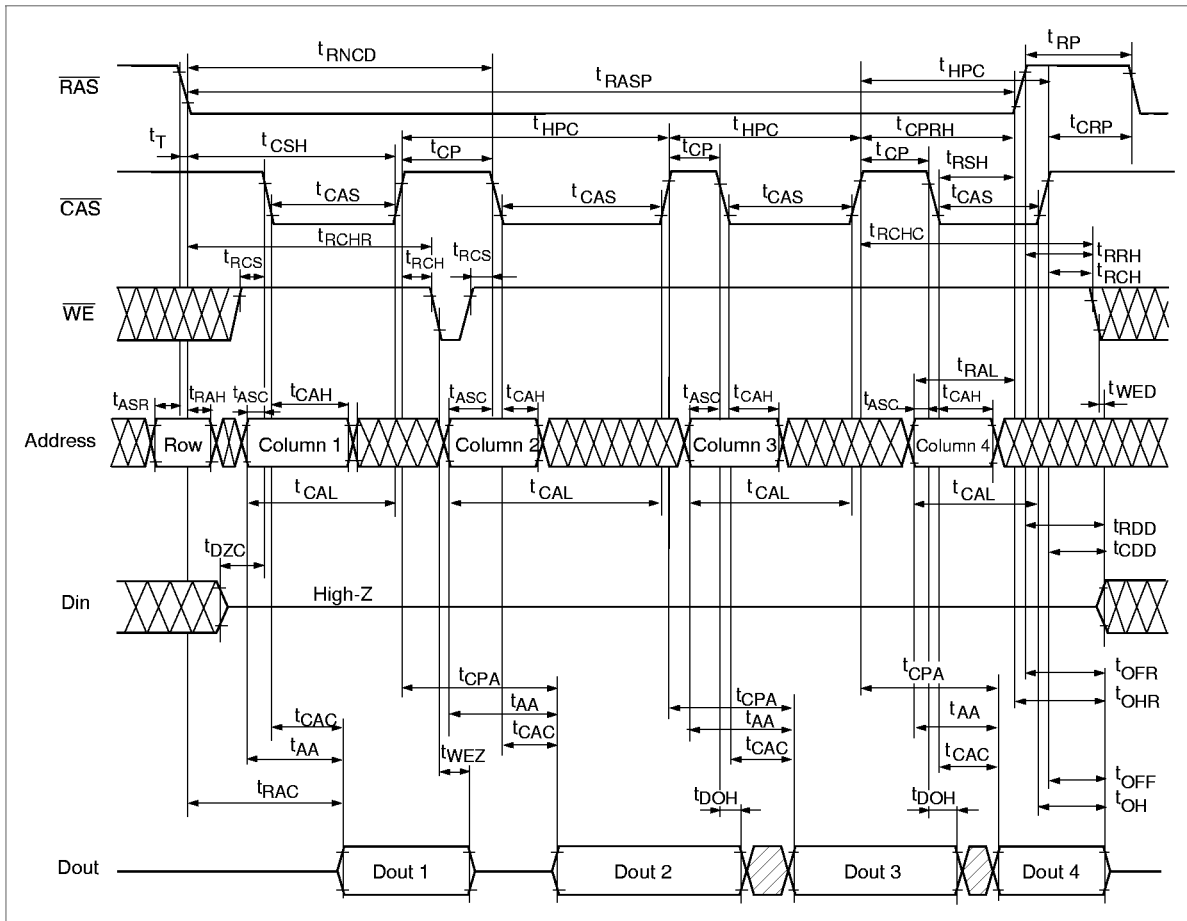 tRNCD
tRP
tRASP
tHPC
RAS
tT
tCSH
tHPC
tHPC
tCPRH
tCRP
tCP
tCP
tCP
tRSH
CAS
tCAS
tCAS
tCAS
tCAS
tRCHR
tRCHC
tRCS
tRCH
tRCS
tRRH
tRCH
WE
tRAL
tWED
tASR
tRAH
tASC
tCAH
tASC
tCAH
tASC
tCAH
tASC
tCAH
Address
Row
Column 1
Column 2
Column 3
Column 4
tCAL
tCAL
tCAL
tCAL
tRDD
tCDD
tDZC
Din
High-Z
tCPA
tCPA
tCPA
tOFR
tOHR
tCAC
tAA
tAA
tAA
tAA
tCAC
tCAC
tCAC
tWEZ
tRAC
tDOH
tDOH
tOFF
tOH
Dout
Dout 1
Dout 2
Dout 3
Dout 4